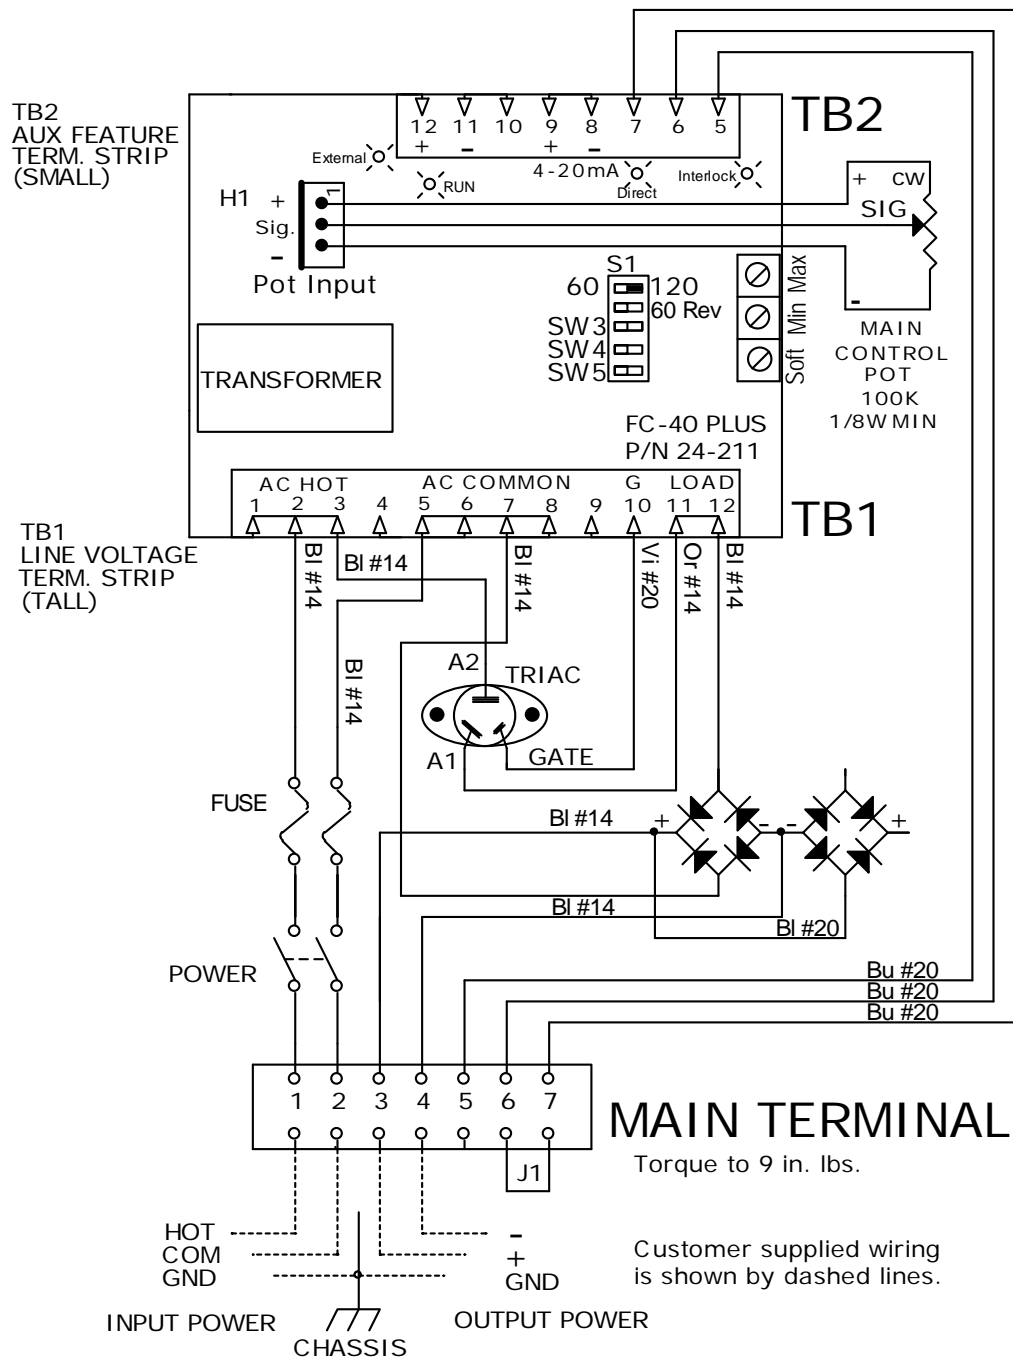 TB2
AUX FEATURE
TERM. STRIP
(SMALL)
12 11 10 9 8 7 6 5
+ - + -
4-20mA
TB2
External
RUN
Direct
Interlock
H1 +
Sig.
-
1
Pot Input
+ CW
SIG
-
MAIN
CONTROL
POT
100K
1/8W MIN
S1
60 120
60 Rev
SW3
SW4
SW5
Max
Min
Soft
TRANSFORMER
FC-40 PLUS
P/N 24-211
AC HOT AC COMMON G LOAD
1 2 3 4 5 6 7 8 9 10 11 12
TB1
TB1
LINE VOLTAGE
TERM. STRIP
(TALL)
Bl #14
Bl #14
Bl #14
Bl #14
Vi #20
Or #14
Bl #14
A2
TRIAC
A1
GATE
FUSE
Bl #14
+ - - +
Bl #14
Bl #20
POWER
Bu #20
Bu #20
Bu #20
1 2 3 4 5 6 7
MAIN TERMINAL
Torque to 9 in. lbs.
J1
HOT
COM
GND
-
+
GND
INPUT POWER
OUTPUT POWER
CHASSIS
Customer supplied wiring
is shown by dashed lines.